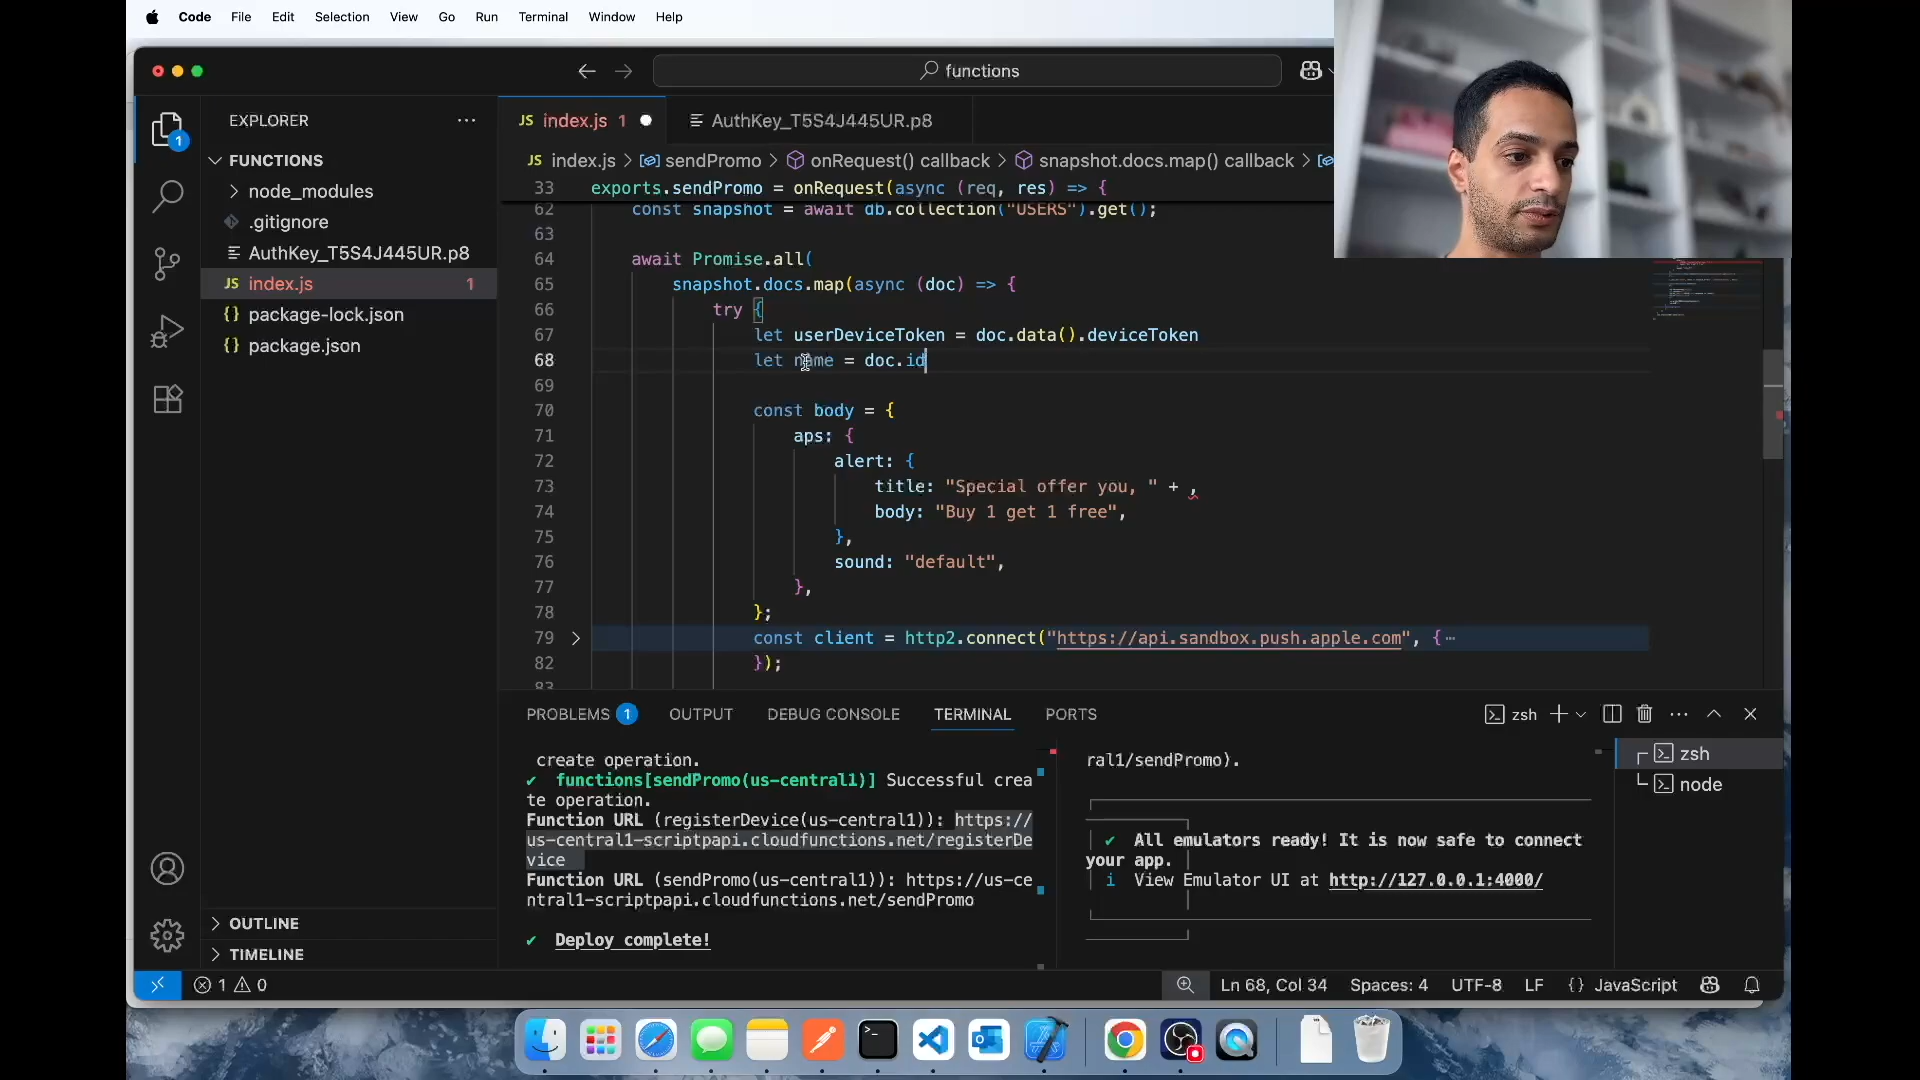 Code File Edit Selection View Go Run Terminal Window Help
functions
EXPLORER
1
FUNCTIONS
node_modules
.gitignore
AuthKey_T5S4J445UR.p8
JS index.js 1
{} package-lock.json
{} package.json
OUTLINE
TIMELINE
JS index.js 1
AuthKey_T5S4J445UR.p8
JS index.js > sendPromo > onRequest() callback > snapshot.docs.map() callback >
33 exports.sendPromo = onRequest(async (req, res) => {
62 const snapshot = await db.collection("USERS").get();
63
64 await Promise.all(
65 snapshot.docs.map(async (doc) => {
66 try {
67 let userDeviceToken = doc.data().deviceToken
68 let name = doc.id
69
70 const body = {
71 aps: {
72 alert: {
73 title: "Special offer you, " + ,
74 body: "Buy 1 get 1 free",
75 },
76 sound: "default",
77 },
78 };
79 const client = http2.connect("https://api.sandbox.push.apple.com", {⋯
82 });
83
PROBLEMS 1 OUTPUT DEBUG CONSOLE TERMINAL PORTS
zsh
create operation.
✔ functions[sendPromo(us-central1)] Successful crea
te operation.
Function URL (registerDevice(us-central1)): https://
us-central1-scriptpapi.cloudfunctions.net/registerDe
vice
Function URL (sendPromo(us-central1)): https://us-ce
ntral1-scriptpapi.cloudfunctions.net/sendPromo
✔ Deploy complete!
ral1/sendPromo).
✔ All emulators ready! It is now safe to connect
your app.
i View Emulator UI at http://127.0.0.1:4000/
zsh
node
1 0
Ln 68, Col 34 Spaces: 4 UTF-8 LF {} JavaScript